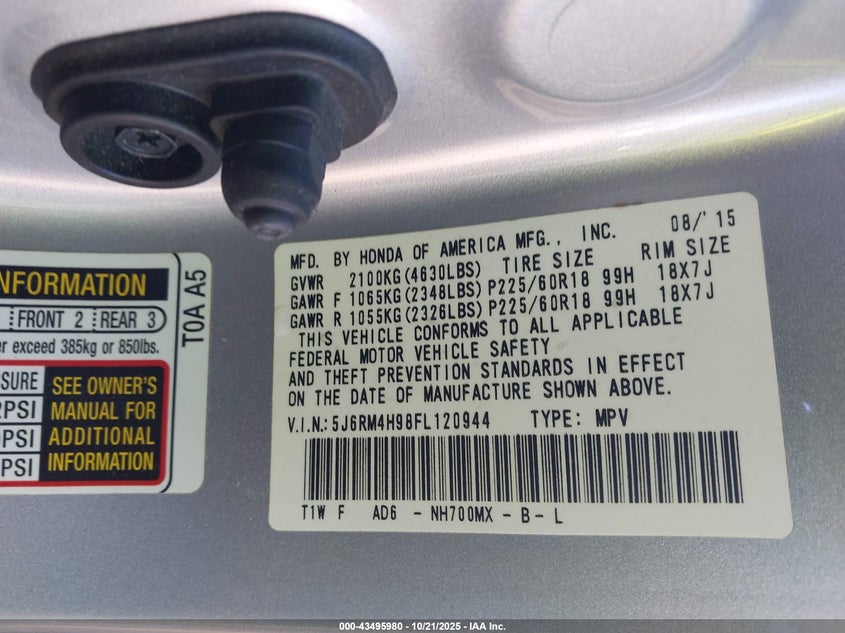 NFORMATION
FRONT 2 REAR 3
er exceed 385kg or 850lbs.
SSURE
PSI
PSI
PSI
SEE OWNER'S
MANUAL FOR
ADDITIONAL
INFORMATION
T0A A5
08/'15
MFD. BY HONDA OF AMERICA MFG., INC.
GVWR 2100KG(4630LBS) TIRE SIZE RIM SIZE
GAWR F 1065KG(2348LBS) P225/60R18 99H 18X7J
GAWR R 1055KG(2326LBS) P225/60R18 99H 18X7J
THIS VEHICLE CONFORMS TO ALL APPLICABLE
FEDERAL MOTOR VEHICLE SAFETY
AND THEFT PREVENTION STANDARDS IN EFFECT
ON THE DATE OF MANUFACTURE SHOWN ABOVE.
V.I.N.: 5J6RM4H98FL120944 TYPE: MPV
T1W F AD6 - NH700MX - B - L
000-43495980 - 10/21/2025 - IAA Inc.